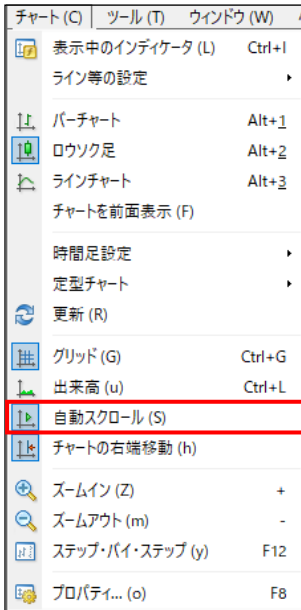 チャート (C) ツール (T) ウィンドウ (W)
表示中のインディケータ (L) Ctrl+I
ライン等の設定
バーチャート Alt+1
ロウソク足 Alt+2
ラインチャート Alt+3
チャートを前面表示 (F)
時間足設定
定型チャート
更新 (R)
グリッド (G) Ctrl+G
出来高 (u) Ctrl+L
自動スクロール (S)
チャートの右端移動 (h)
ズームイン (Z) +
ズームアウト (m) -
ステップ・バイ・ステップ (y) F12
プロパティ... (o) F8